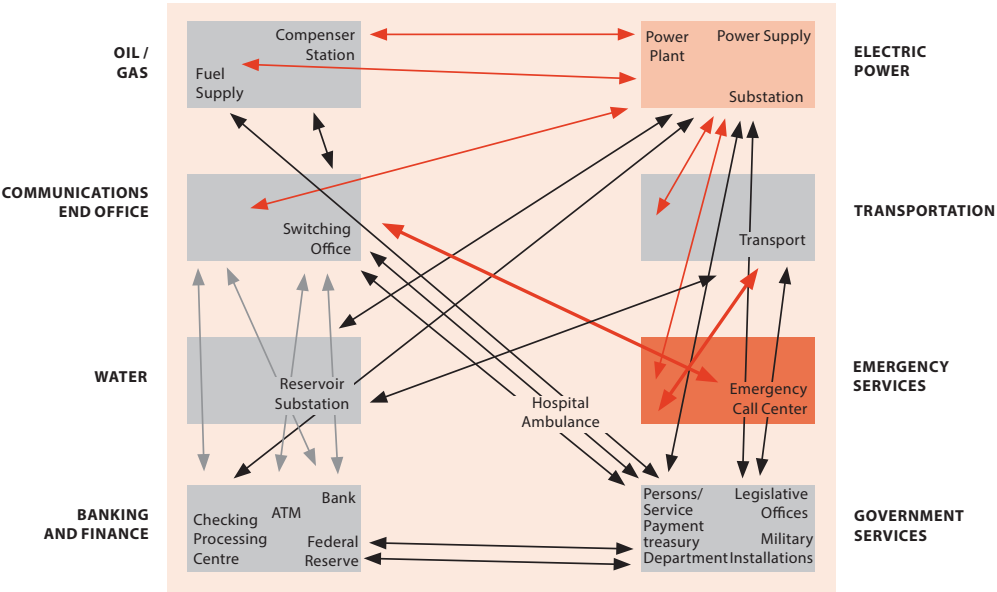 OIL /
GAS
Compenser
Station
Fuel
Supply
Power
Plant
Power Supply
Substation
ELECTRIC
POWER
COMMUNICATIONS
END OFFICE
Switching
Office
Transport
TRANSPORTATION
WATER
Reservoir
Substation
Hospital
Ambulance
Emergency
Call Center
EMERGENCY
SERVICES
BANKING
AND FINANCE
Bank
ATM
Checking
Processing
Centre
Federal
Reserve
Persons/
Service
Payment
treasury
Department
Legislative
Offices
Military
Installations
GOVERNMENT
SERVICES